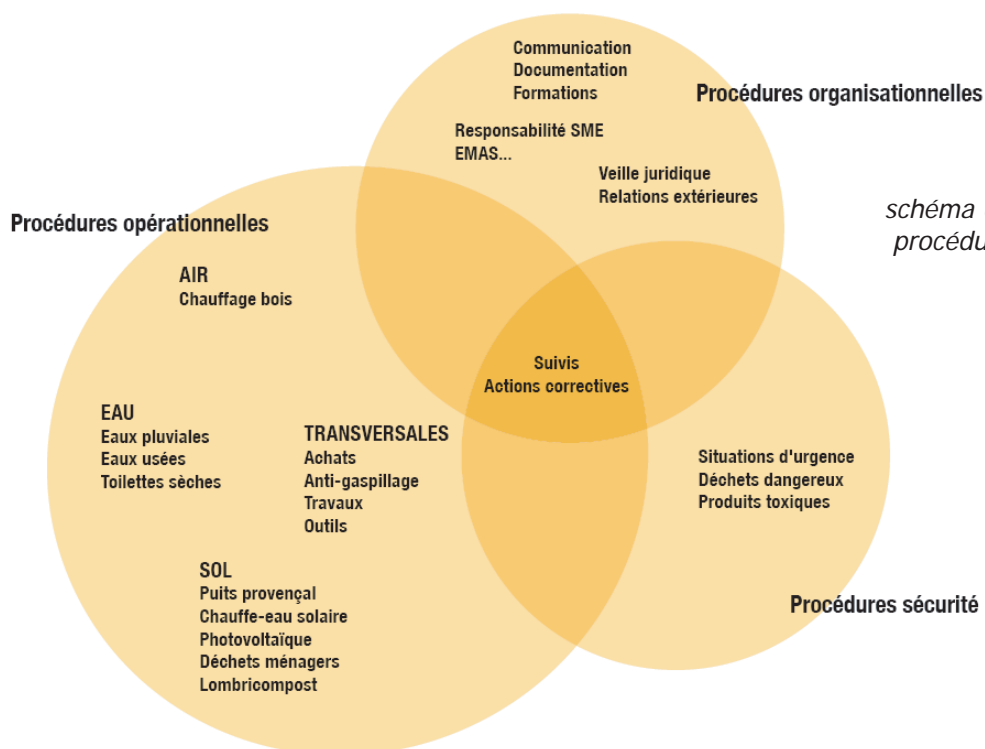 Communication
Documentation
Formations
Procédures organisationnelles
Responsabilité SME
EMAS...
Veille juridique
Relations extérieures
schéma
procédu
Procédures opérationnelles
AIR
Chauffage bois
Suivis
Actions correctives
EAU
Eaux pluviales
Eaux usées
Toilettes sèches
TRANSVERSALES
Achats
Anti-gaspillage
Travaux
Outils
Situations d'urgence
Déchets dangereux
Produits toxiques
SOL
Puits provençal
Chauffe-eau solaire
Photovoltaïque
Déchets ménagers
Lombricompost
Procédures sécurité